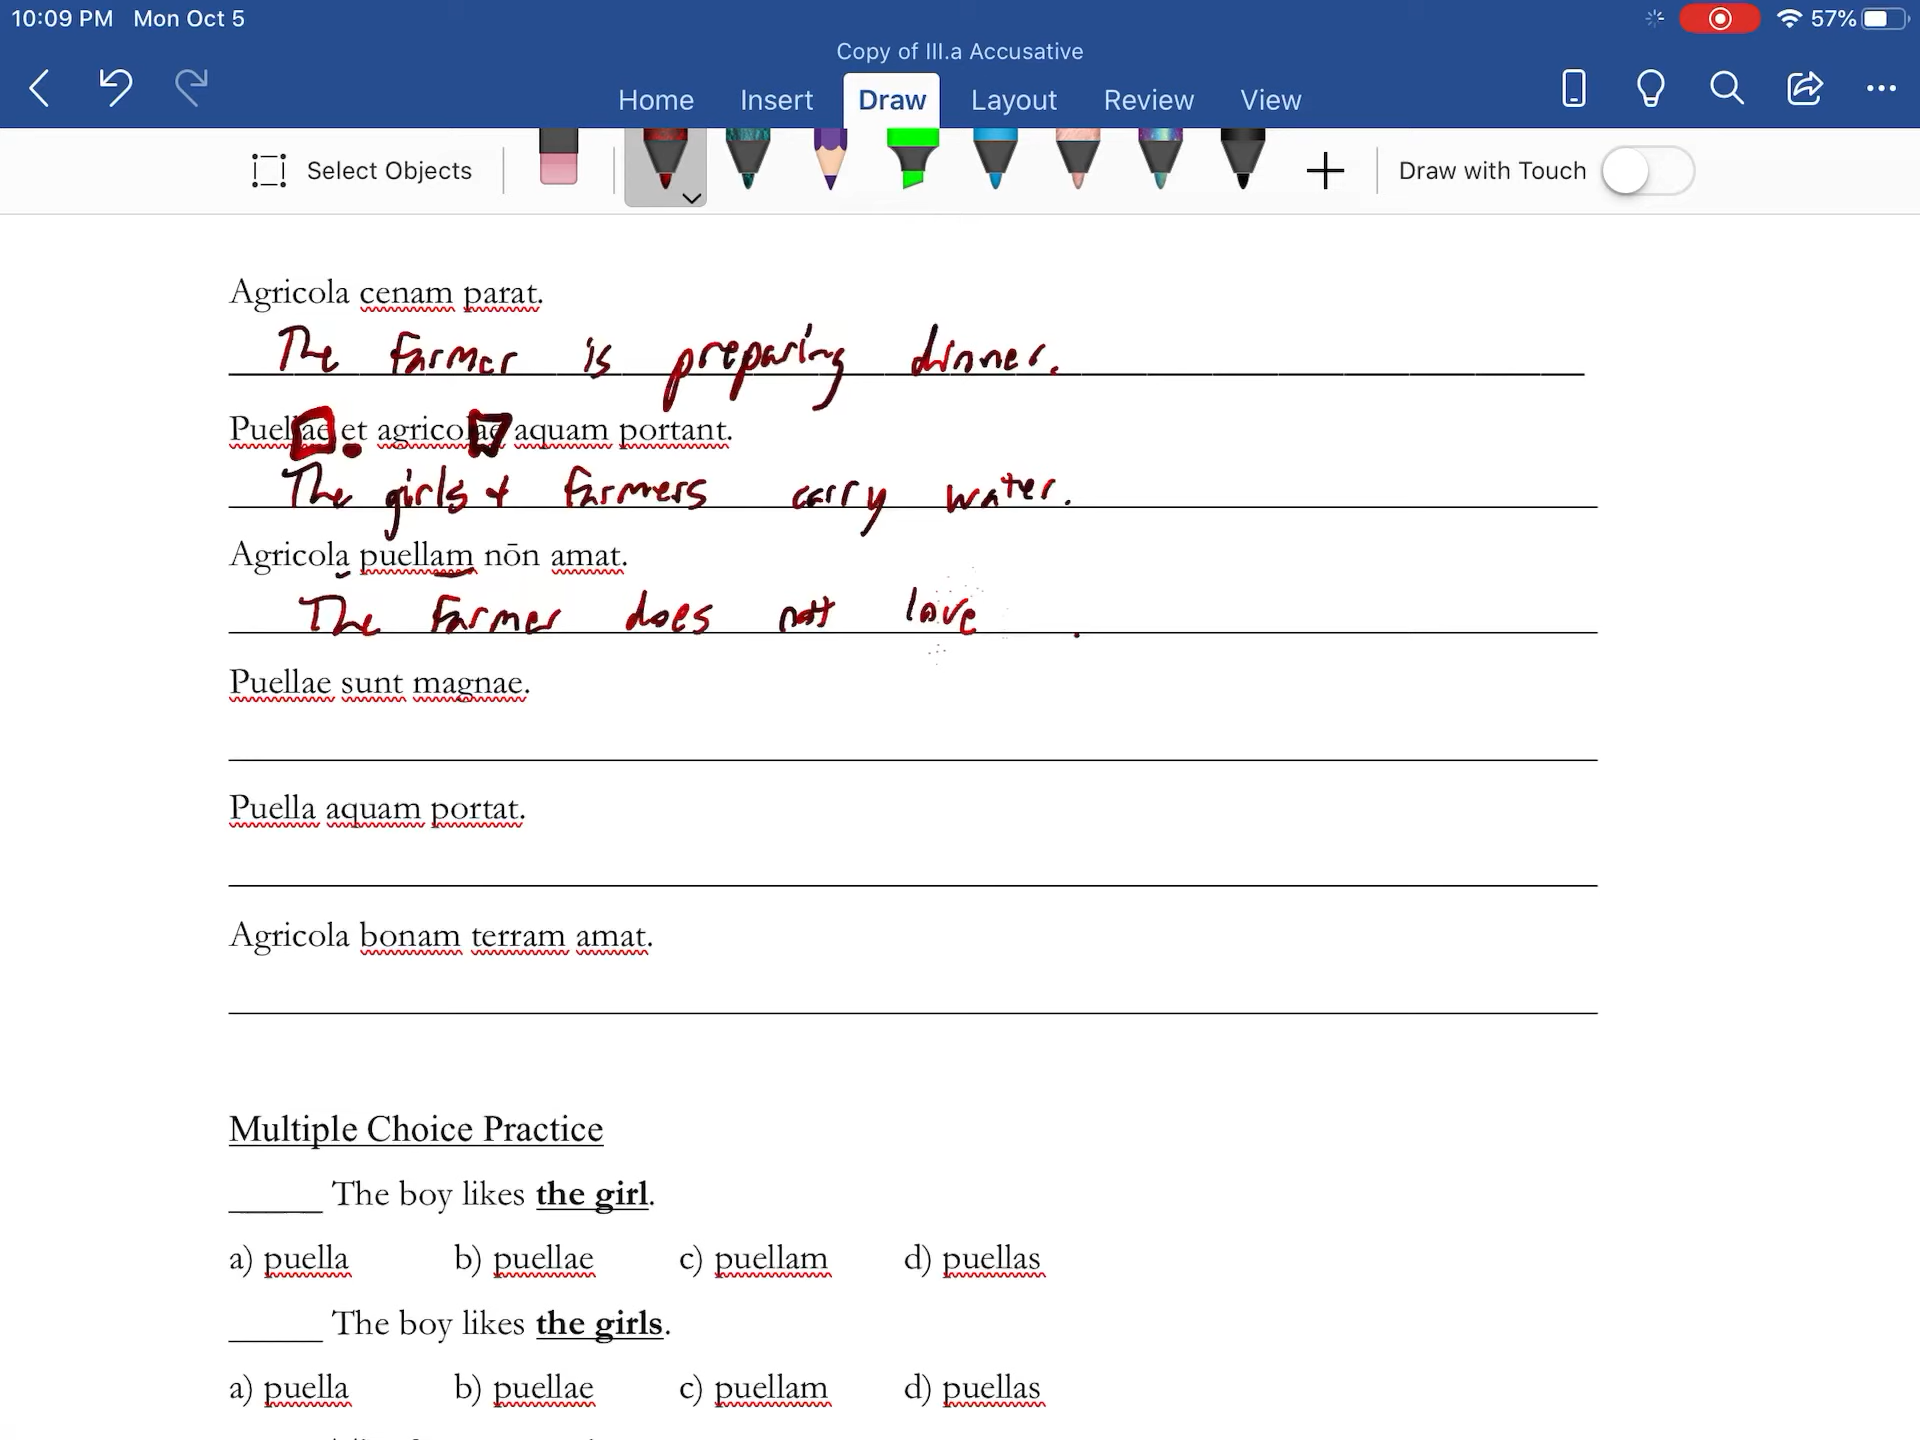 10:09 PM Mon Oct 5
57%
Copy of III.a Accusative
Home Insert Draw Layout Review View
Select Objects
Draw with Touch
Agricola cenam parat.
The farmer is preparing dinner.
Puellae et agricolae aquam portant.
The girls & farmers carry water.
Agricola puellam nōn amat.
The farmer does not love .
Puellae sunt magnae.
Puella aquam portat.
Agricola bonam terram amat.
Multiple Choice Practice
______ The boy likes the girl.
a) puella b) puellae c) puellam d) puellas
______ The boy likes the girls.
a) puella b) puellae c) puellam d) puellas